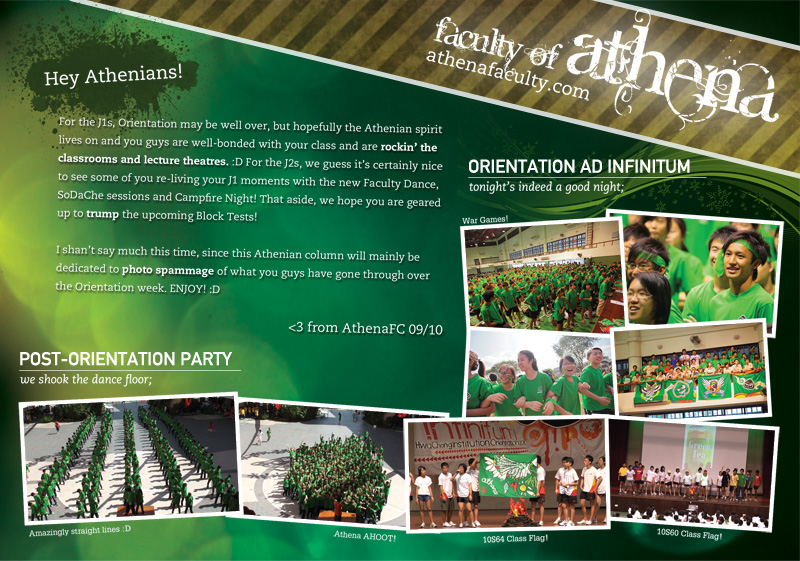 faculty of athena
athenafaculty.com
Hey Athenians!
For the J1s, Orientation may be well over, but hopefully the Athenian spirit
lives on and you guys are well-bonded with your class and are rockin' the
classrooms and lecture theatres. :D For the J2s, we guess it's certainly nice
to see some of you re-living your J1 moments with the new Faculty Dance,
SoDaChe sessions and Campfire Night! That aside, we hope you are geared
up to trump the upcoming Block Tests!
I shan't say much this time, since this Athenian column will mainly be
dedicated to photo spammage of what you guys have gone through over
the Orientation week. ENJOY! :D
<3 from AthenaFC 09/10
ORIENTATION AD INFINITUM
tonight's indeed a good night;
War Games!
POST-ORIENTATION PARTY
we shook the dance floor;
Amazingly straight lines :D
Athena AHOOT!
infinitum
athena
10S64 Class Flag!
10S60 Class Flag!